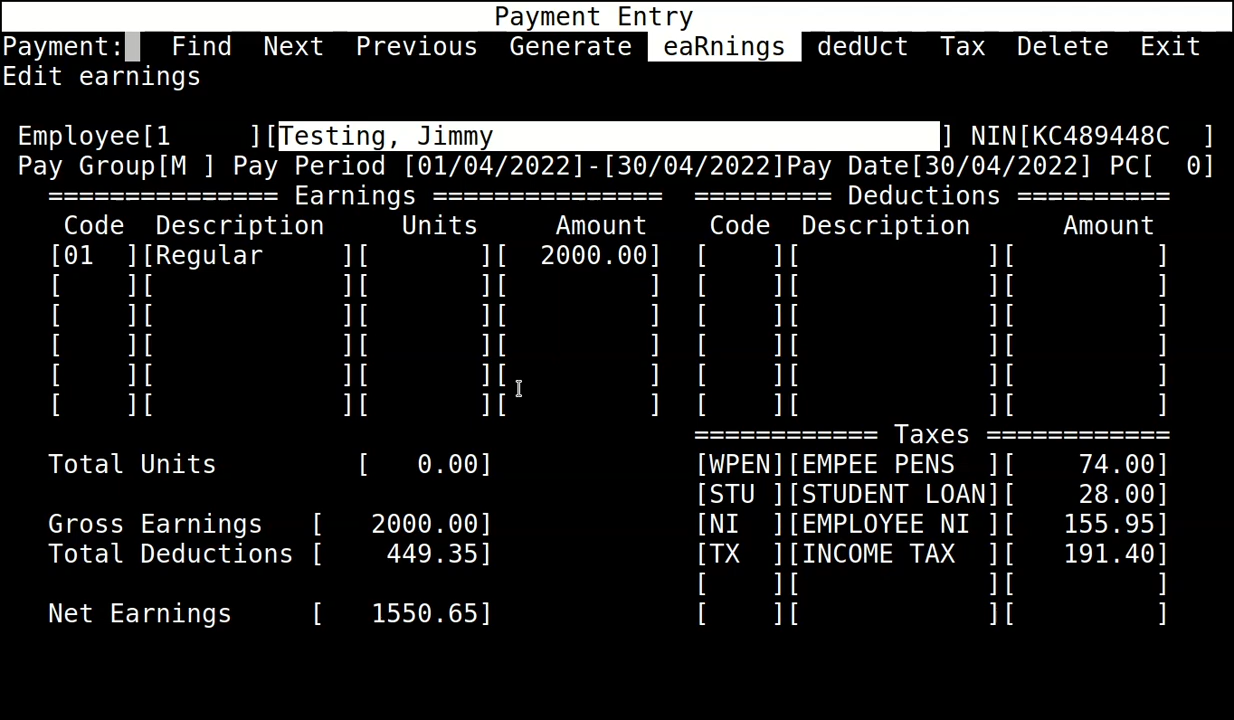 Payment Entry
Payment: Find Next Previous Generate eaRnings dedUct Tax Delete Exit
Edit earnings
Employee[1      ][Testing, Jimmy                               ] NIN[KC489448C  ]
Pay Group[M ] Pay Period [01/04/2022]-[30/04/2022]Pay Date[30/04/2022] PC[  0]
=============== Earnings =============== ========= Deductions ==========
Code  Description     Units     Amount   Code  Description      Amount
[01  ][Regular     ][       ][  2000.00]  [    ][            ][         ]
[    ][            ][       ][         ]  [    ][            ][         ]
[    ][            ][       ][         ]  [    ][            ][         ]
[    ][            ][       ][         ]  [    ][            ][         ]
[    ][            ][       ][         ]  [    ][            ][         ]
[    ][            ][       ][         ]  [    ][            ][         ]
============ Taxes ============
Total Units         [   0.00]             [WPEN][EMPEE PENS  ][    74.00]
[STU ][STUDENT LOAN][    28.00]
Gross Earnings   [   2000.00]             [NI  ][EMPLOYEE NI ][   155.95]
Total Deductions [    449.35]             [TX  ][INCOME TAX  ][   191.40]
[    ][            ][         ]
Net Earnings     [   1550.65]             [    ][            ][         ]